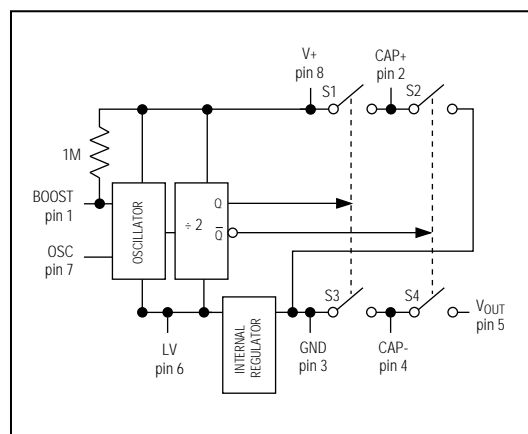 V+
pin 8
CAP+
pin 2
S1
S2
1M
BOOST
pin 1
OSCILLATOR
÷ 2
Q
Q̅
OSC
pin 7
S3
S4
VOUT
pin 5
LV
pin 6
INTERNAL
REGULATOR
GND
pin 3
CAP-
pin 4